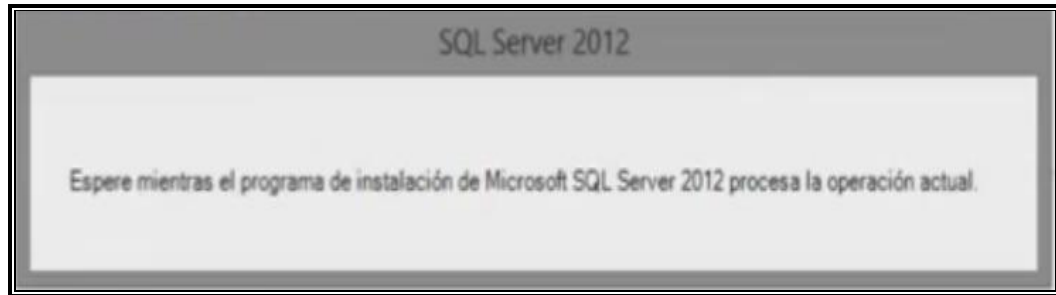 SQL Server 2012
Espere mientras el programa de instalación de Microsoft SQL Server 2012 procesa la operación actual.